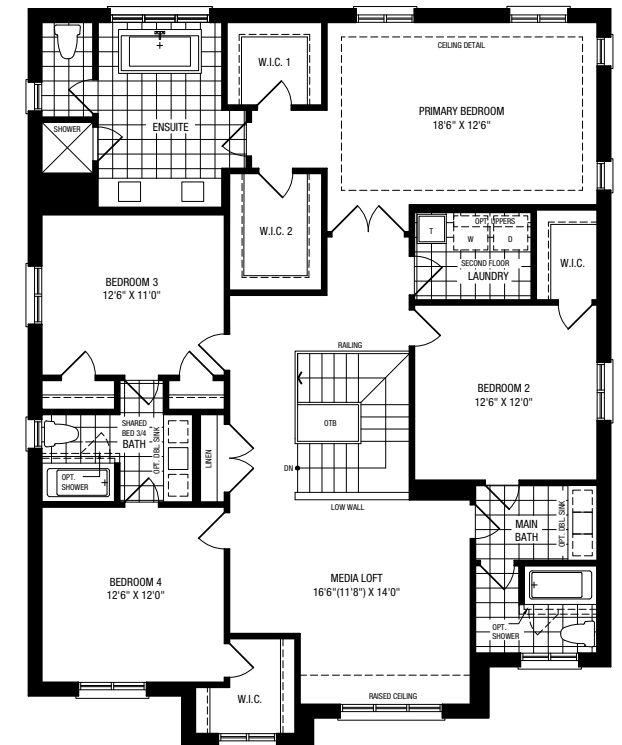 CEILING DETAIL
W.I.C. 1
PRIMARY BEDROOM
18'6" X 12'6"
SHOWER
ENSUITE
W.I.C. 2
OPT. UPPERS
T
W
D
SECOND FLOOR
LAUNDRY
W.I.C.
BEDROOM 3
12'6" X 11'0"
RAILING
BEDROOM 2
12'6" X 12'0"
SHARED
BED 3/4
BATH
OPT. DBL. SINK
OTB
LINEN
DN
OPT.
SHOWER
LOW WALL
MAIN
BATH
OPT. DBL. SINK
BEDROOM 4
12'6" X 12'0"
MEDIA LOFT
16'6"(11'8") X 14'0"
OPT.
SHOWER
W.I.C.
RAISED CEILING